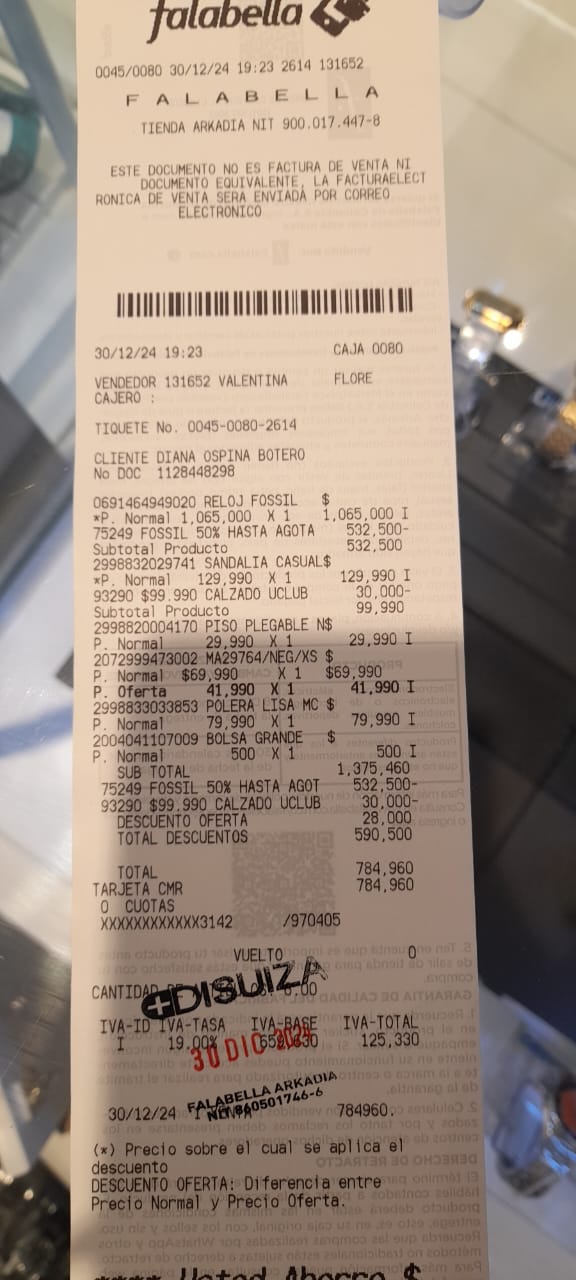 falabella
0045/0080 30/12/24 19:23 2614 131652
F A L A B E L L A
TIENDA ARKADIA NIT 900.017.447-8
ESTE DOCUMENTO NO ES FACTURA DE VENTA NI
DOCUMENTO EQUIVALENTE, LA FACTURAELECT
RONICA DE VENTA SERA ENVIADA POR CORREO
ELECTRONICO
30/12/24 19:23 CAJA 0080
VENDEDOR 131652 VALENTINA FLORE
CAJERO :
TIQUETE No. 0045-0080-2614
CLIENTE DIANA OSPINA BOTERO
No DOC 1128448298
0691464949020 RELOJ FOSSIL $
*P. Normal 1,065,000 X 1 1,065,000 I
75249 FOSSIL 50% HASTA AGOTA 532,500-
Subtotal Producto 532,500
2998832029741 SANDALIA CASUAL$
*P. Normal 129,990 X 1 129,990 I
93290 $99.990 CALZADO UCLUB 30,000-
Subtotal Producto 99,990
2998820004170 PISO PLEGABLE N$
P. Normal 29,990 X 1 29,990 I
2072999473002 MA29764/NEG/XS $
P. Normal $69,990 X 1 $69,990
P. Oferta 41,990 X 1 41,990 I
2998833033853 POLERA LISA MC $
P. Normal 79,990 X 1 79,990 I
2004041107009 BOLSA GRANDE $
P. Normal 500 X 1 500 I
SUB TOTAL 1,375,460
75249 FOSSIL 50% HASTA AGOT 532,500-
93290 $99.990 CALZADO UCLUB 30,000-
DESCUENTO OFERTA 28,000
TOTAL DESCUENTOS 590,500
TOTAL 784,960
TARJETA CMR 784,960
0 CUOTAS
XXXXXXXXXXXX3142 /970405
VUELTO 0
CANTIDAD .00
DISUIZA
IVA-ID IVA-TASA IVA-BASE IVA-TOTAL
I 19.00% 659,630 125,330
30 DIC 2024
FALABELLA ARKADIA
NIT 860501746-6
30/12/24 784960.
(*) Precio sobre el cual se aplica el
descuento
DESCUENTO OFERTA: Diferencia entre
Precio Normal y Precio Oferta.
**** Usted Ahorro $